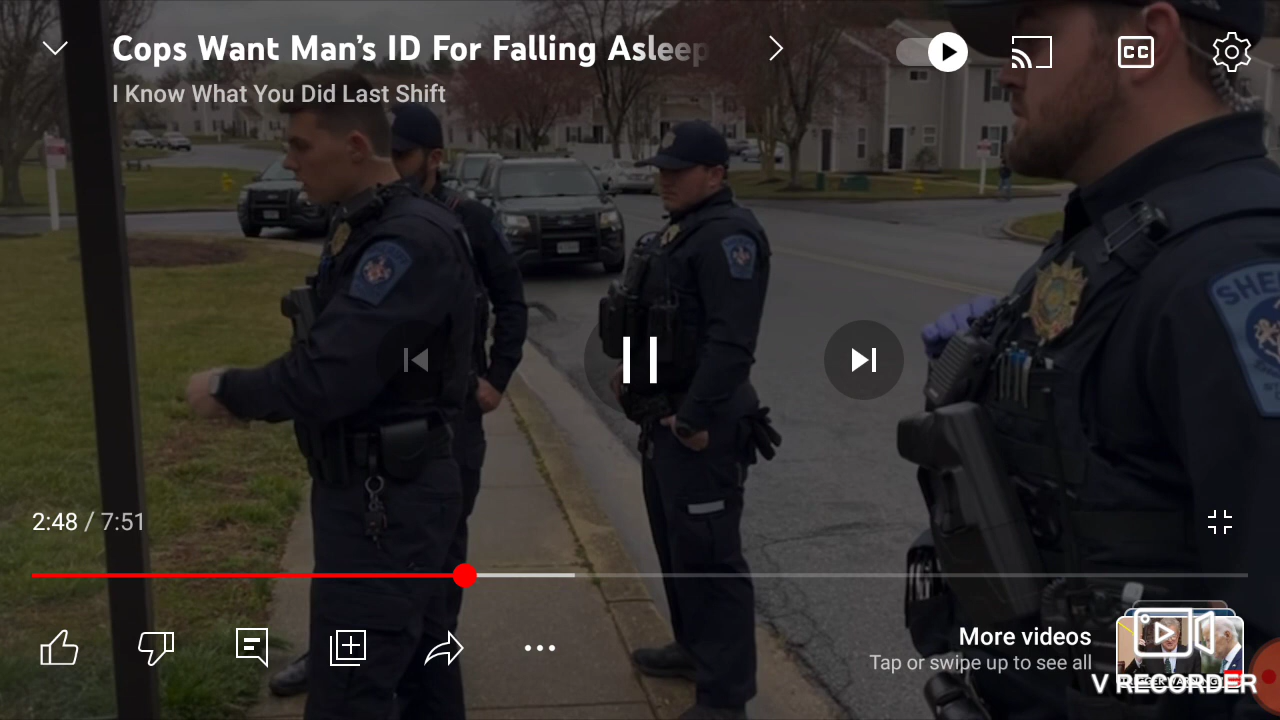 Cops Want Man's ID For Falling Asleep
I Know What You Did Last Shift
CC
SHE
2:48 / 7:51
More videos
Tap or swipe up to see all
V RECORDER